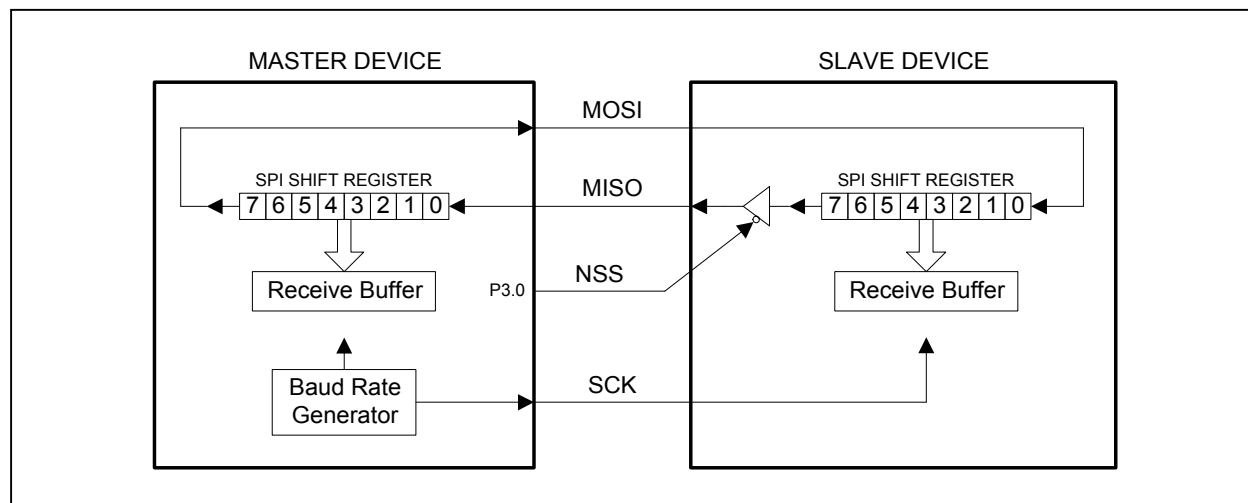 MASTER DEVICE
SLAVE DEVICE
MOSI
SPI SHIFT REGISTER
7 6 5 4 3 2 1 0
MISO
SPI SHIFT REGISTER
7 6 5 4 3 2 1 0
Receive Buffer
P3.0
NSS
Receive Buffer
Baud Rate
Generator
SCK